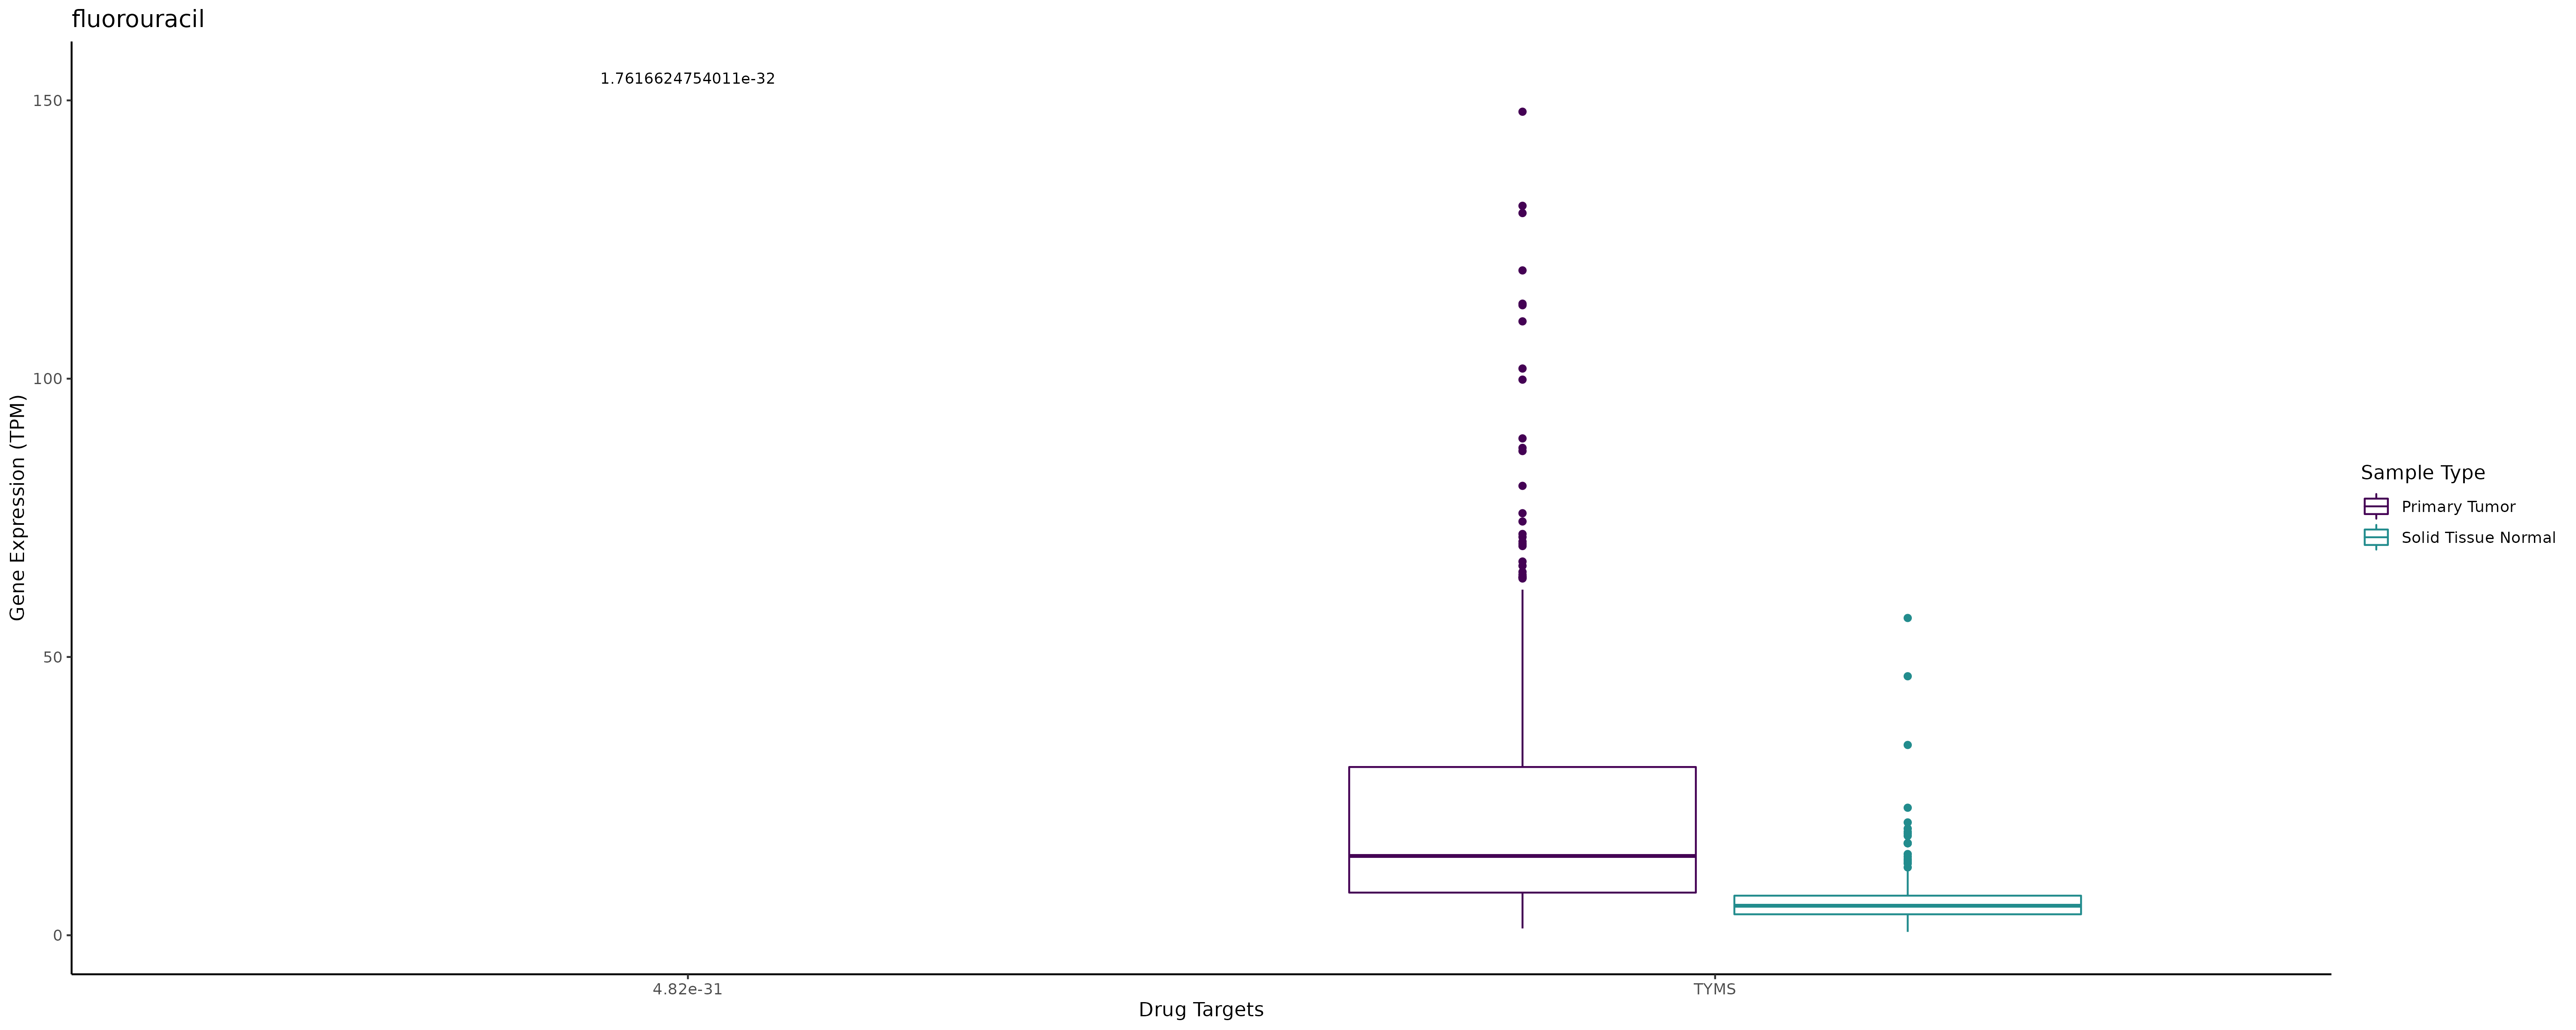 fluorouracil
1.7616624754011e-32
150
100
50
0
Gene Expression (TPM)
4.82e-31
TYMS
Drug Targets
Sample Type
Primary Tumor
Solid Tissue Normal